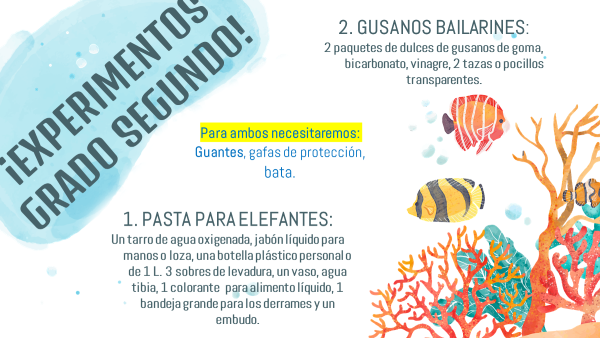 ¡EXPERIMENTOS
GRADO SEGUNDO!
2. GUSANOS BAILARINES:
2 paquetes de dulces de gusanos de goma,
bicarbonato, vinagre, 2 tazas o pocillos
transparentes.
Para ambos necesitaremos:
Guantes, gafas de protección,
bata.
1. PASTA PARA ELEFANTES:
Un tarro de agua oxigenada, jabón líquido para
manos o loza, una botella plástico personal o
de 1 L. 3 sobres de levadura, un vaso, agua
tibia, 1 colorante para alimento líquido, 1
bandeja grande para los derrames y un
embudo.